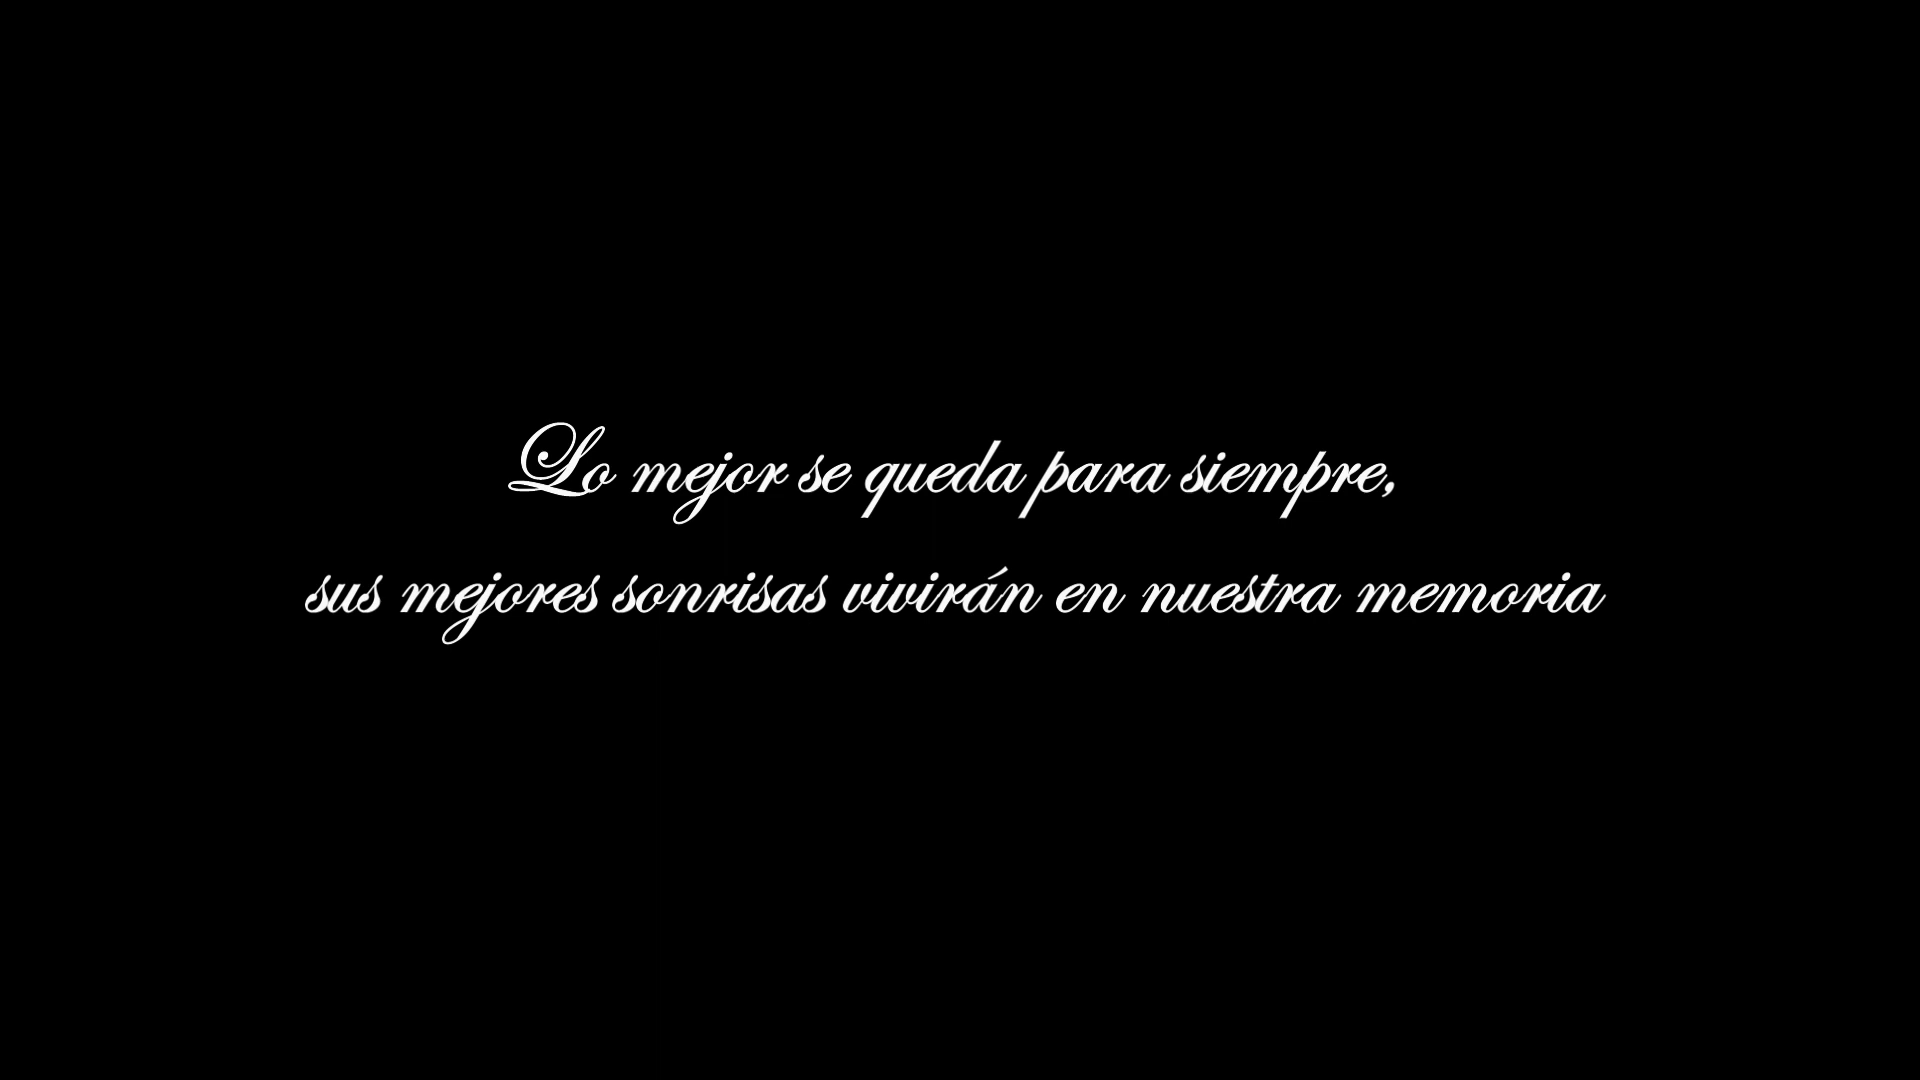 Lo mejor se queda para siempre,
sus mejores sonrisas vivirán en nuestra memoria